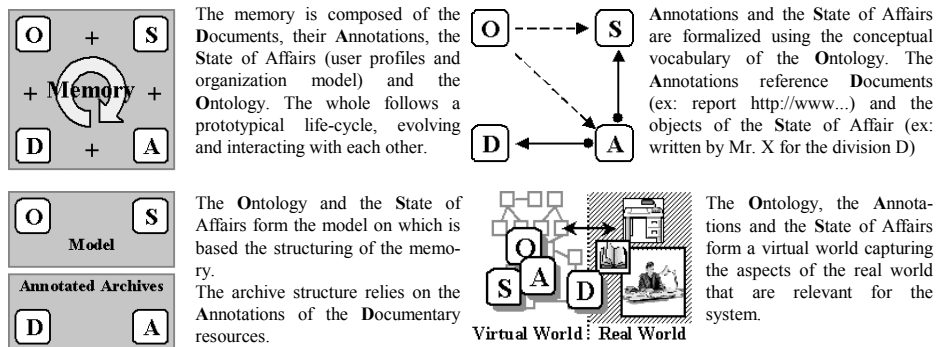 O + S
Memory
+ +
D + A
The memory is composed of the
Documents, their Annotations, the
State of Affairs (user profiles and
organization model) and the
Ontology. The whole follows a
prototypical life-cycle, evolving
and interacting with each other.
O S
D A
Annotations and the State of Affairs
are formalized using the conceptual
vocabulary of the Ontology. The
Annotations reference Documents
(ex: report http://www...) and the
objects of the State of Affair (ex:
written by Mr. X for the division D)
O S
Model
Annotated Archives
D A
The Ontology and the State of
Affairs form the model on which is
based the structuring of the memo-
ry.
The archive structure relies on the
Annotations of the Documentary
resources.
O
S A D
Virtual World Real World
The Ontology, the Annota-
tions and the State of Affairs
form a virtual world capturing
the aspects of the real world
that are relevant for the
system.